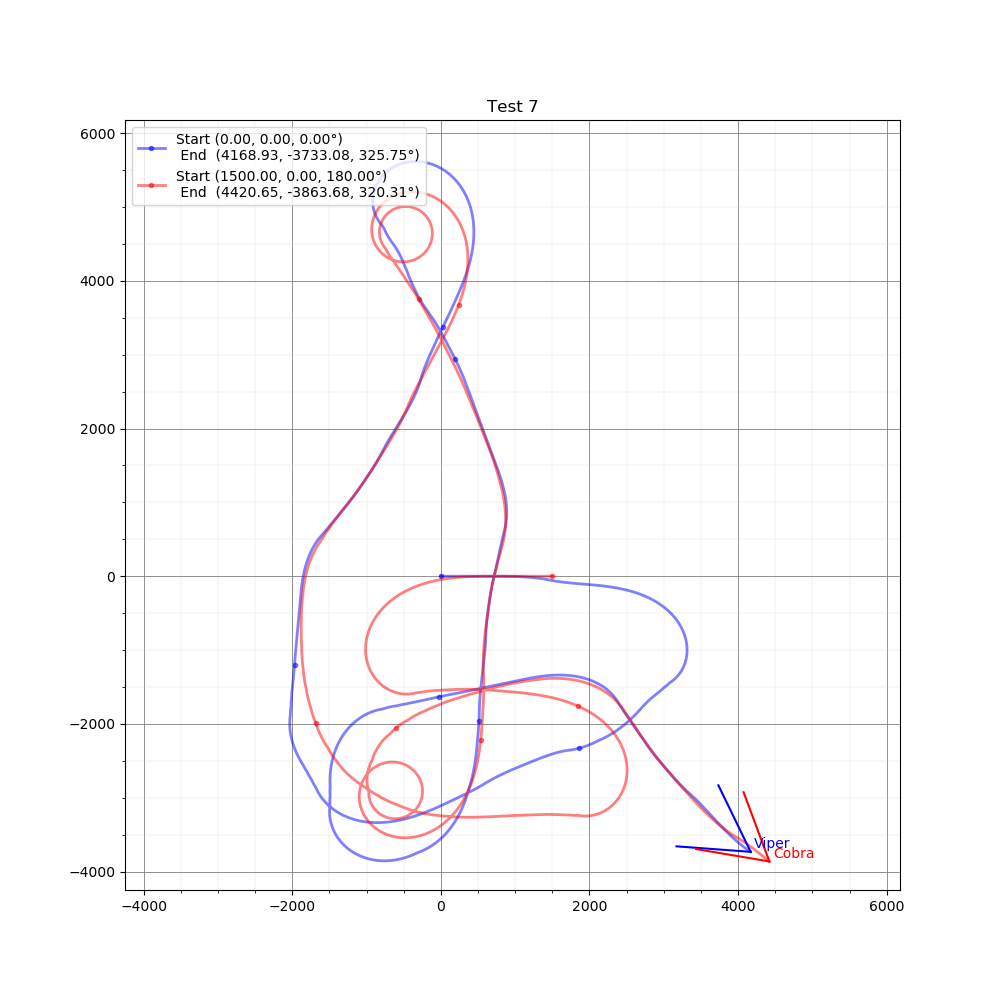 Test 7
Start (0.00, 0.00, 0.00°)
End (4168.93, -3733.08, 325.75°)
Start (1500.00, 0.00, 180.00°)
End (4420.65, -3863.68, 320.31°)
6000
4000
2000
0
−2000
−4000
Viper
Cobra
−4000
−2000
0
2000
4000
6000